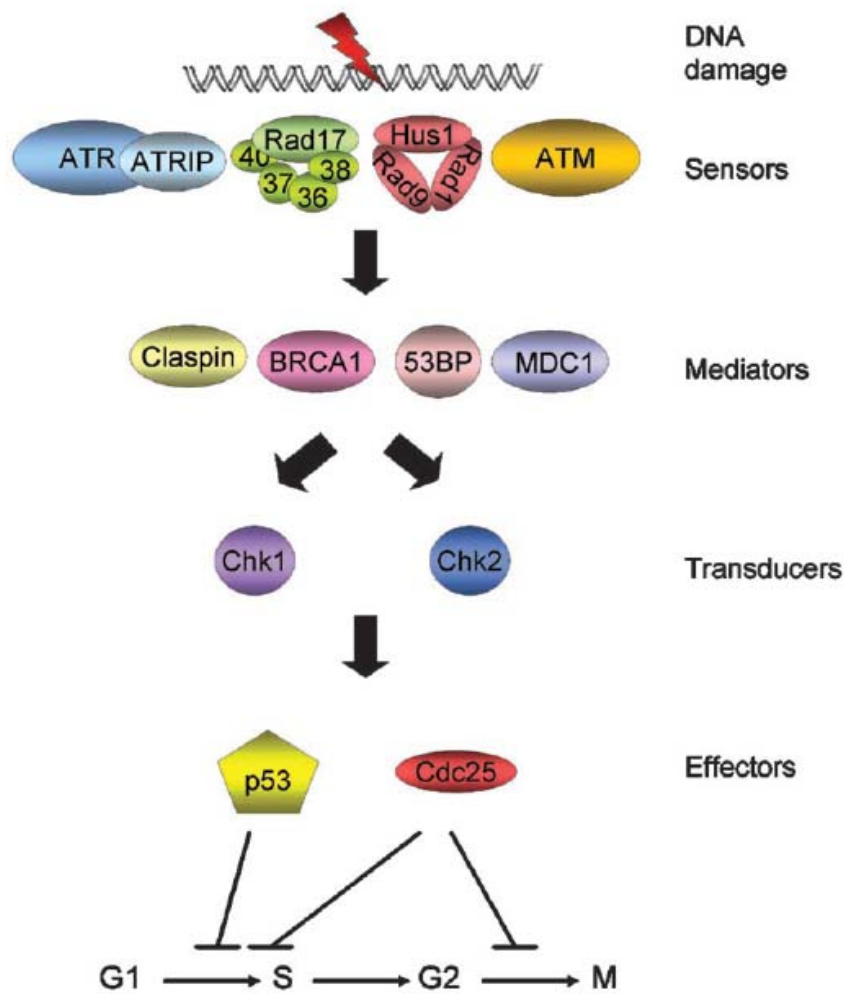 DNA
damage
ATR
ATRIP
Rad17
40
37
36
38
Hus1
Rad9
Rad1
ATM
Sensors
Claspin
BRCA1
53BP
MDC1
Mediators
Chk1
Chk2
Transducers
p53
Cdc25
Effectors
G1
S
G2
M